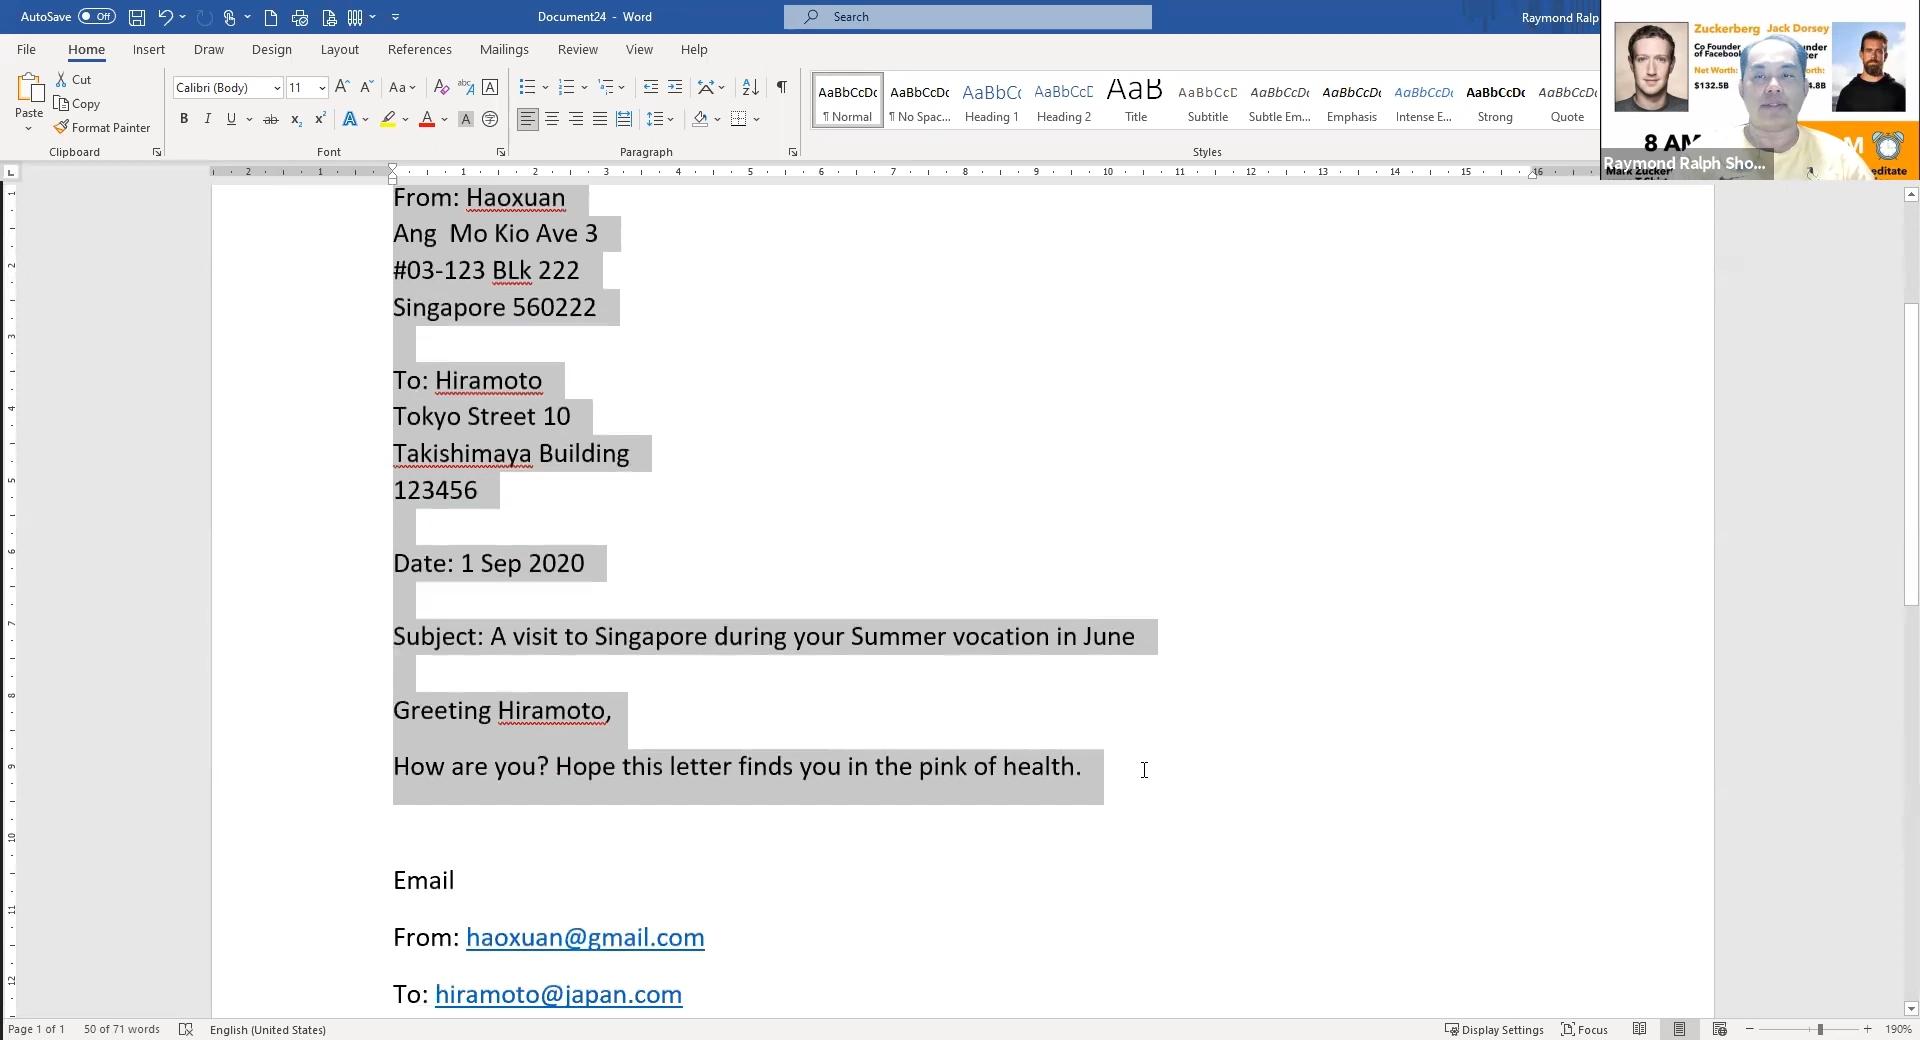 AutoSave Off Document24 - Word Search Raymond Ralp
File Home Insert Draw Design Layout References Mailings Review View Help
Paste Cut Copy Format Painter
Calibri (Body) 11
AaBbCcDc AaBbCcDc AaBbCc AaBbCcD AaB AaBbCcD AaBbCcDc AaBbCcDc AaBbCcDc AaBbCcDc AaBbCcDc
¶ Normal ¶ No Spac... Heading 1 Heading 2 Title Subtitle Subtle Em... Emphasis Intense E... Strong Quote
Clipboard Font Paragraph Styles
Zuckerberg Jack Dorsey
Co Founder
of Facebook
Net Worth:
$132.5B
8 AM
Raymond Ralph Sho...
From: Haoxuan
Ang Mo Kio Ave 3
#03-123 BLk 222
Singapore 560222
To: Hiramoto
Tokyo Street 10
Takishimaya Building
123456
Date: 1 Sep 2020
Subject: A visit to Singapore during your Summer vocation in June
Greeting Hiramoto,
How are you? Hope this letter finds you in the pink of health.
Email
From: haoxuan@gmail.com
To: hiramoto@japan.com
Page 1 of 1 50 of 71 words English (United States) Display Settings Focus 190%